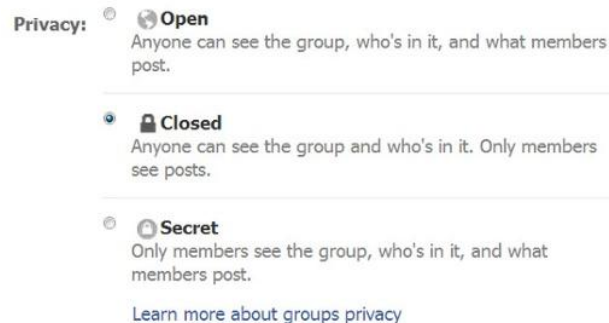 Privacy: Open
Anyone can see the group, who's in it, and what members
post.
Closed
Anyone can see the group and who's in it. Only members
see posts.
Secret
Only members see the group, who's in it, and what
members post.
Learn more about groups privacy